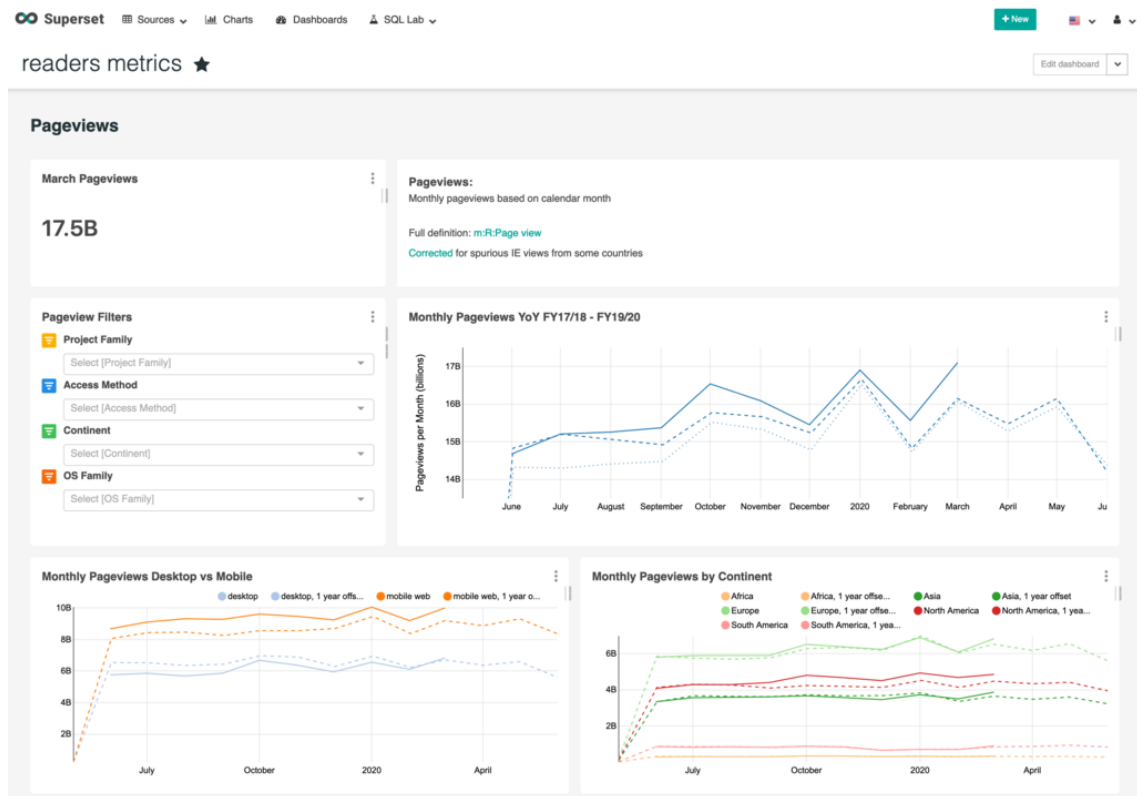 Superset Sources Charts Dashboards SQL Lab + New
readers metrics Edit dashboard
Pageviews
March Pageviews
17.5B
Pageviews:
Monthly pageviews based on calendar month
Full definition: m:R:Page view
Corrected for spurious IE views from some countries
Pageview Filters
Project Family
Select [Project Family]
Access Method
Select [Access Method]
Continent
Select [Continent]
OS Family
Select [OS Family]
Monthly Pageviews YoY FY17/18 - FY19/20
Pageviews per Month (billions)
17B
16B
15B
14B
June July August September October November December 2020 February March April May Ju
Monthly Pageviews Desktop vs Mobile
desktop desktop, 1 year offs... mobile web mobile web, 1 year o...
10B
8B
6B
4B
2B
July October 2020 April
Monthly Pageviews by Continent
Africa Africa, 1 year offse... Asia Asia, 1 year offset
Europe Europe, 1 year offse... North America North America, 1 yea...
South America South America, 1 yea...
6B
4B
2B
July October 2020 April